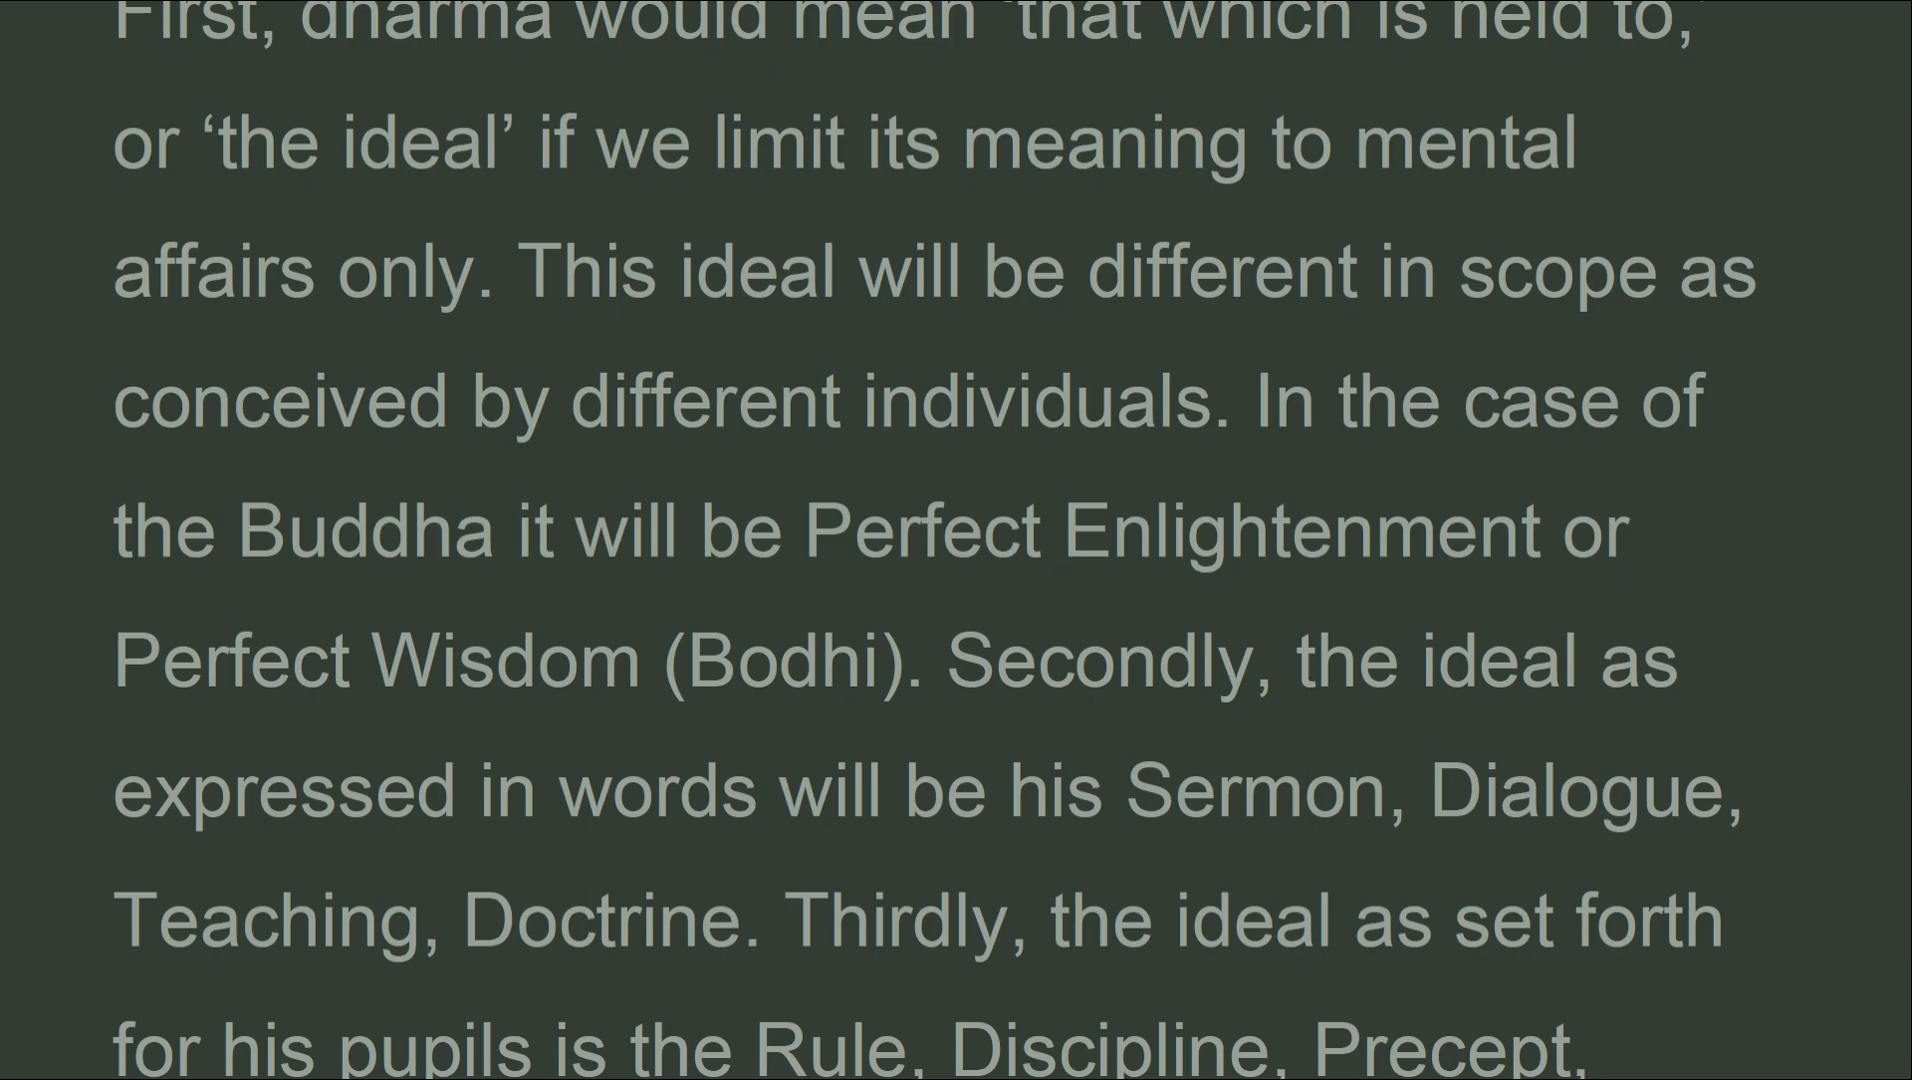 First, dharma would mean ‘that which is held to,’
or ‘the ideal’ if we limit its meaning to mental
affairs only. This ideal will be different in scope as
conceived by different individuals. In the case of
the Buddha it will be Perfect Enlightenment or
Perfect Wisdom (Bodhi). Secondly, the ideal as
expressed in words will be his Sermon, Dialogue,
Teaching, Doctrine. Thirdly, the ideal as set forth
for his pupils is the Rule, Discipline, Precept,